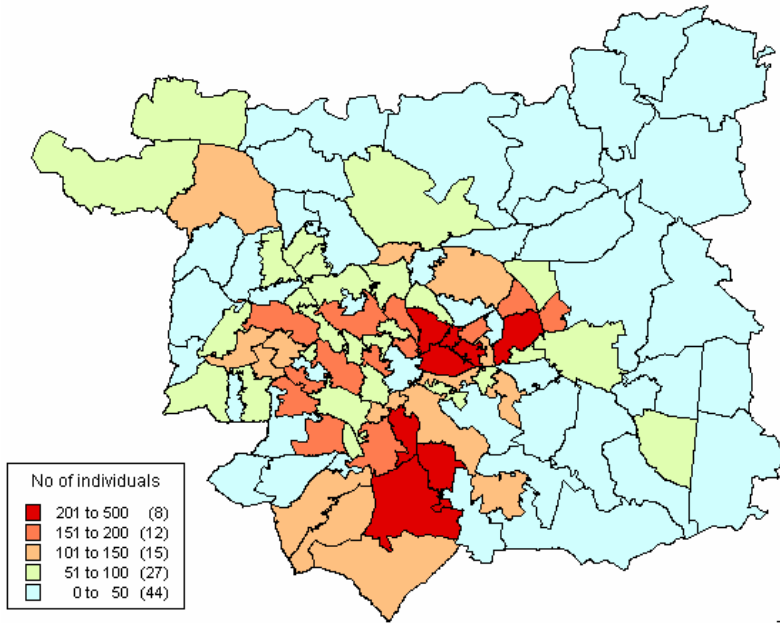 No of individuals
201 to 500 (8)
151 to 200 (12)
101 to 150 (15)
51 to 100 (27)
0 to 50 (44)